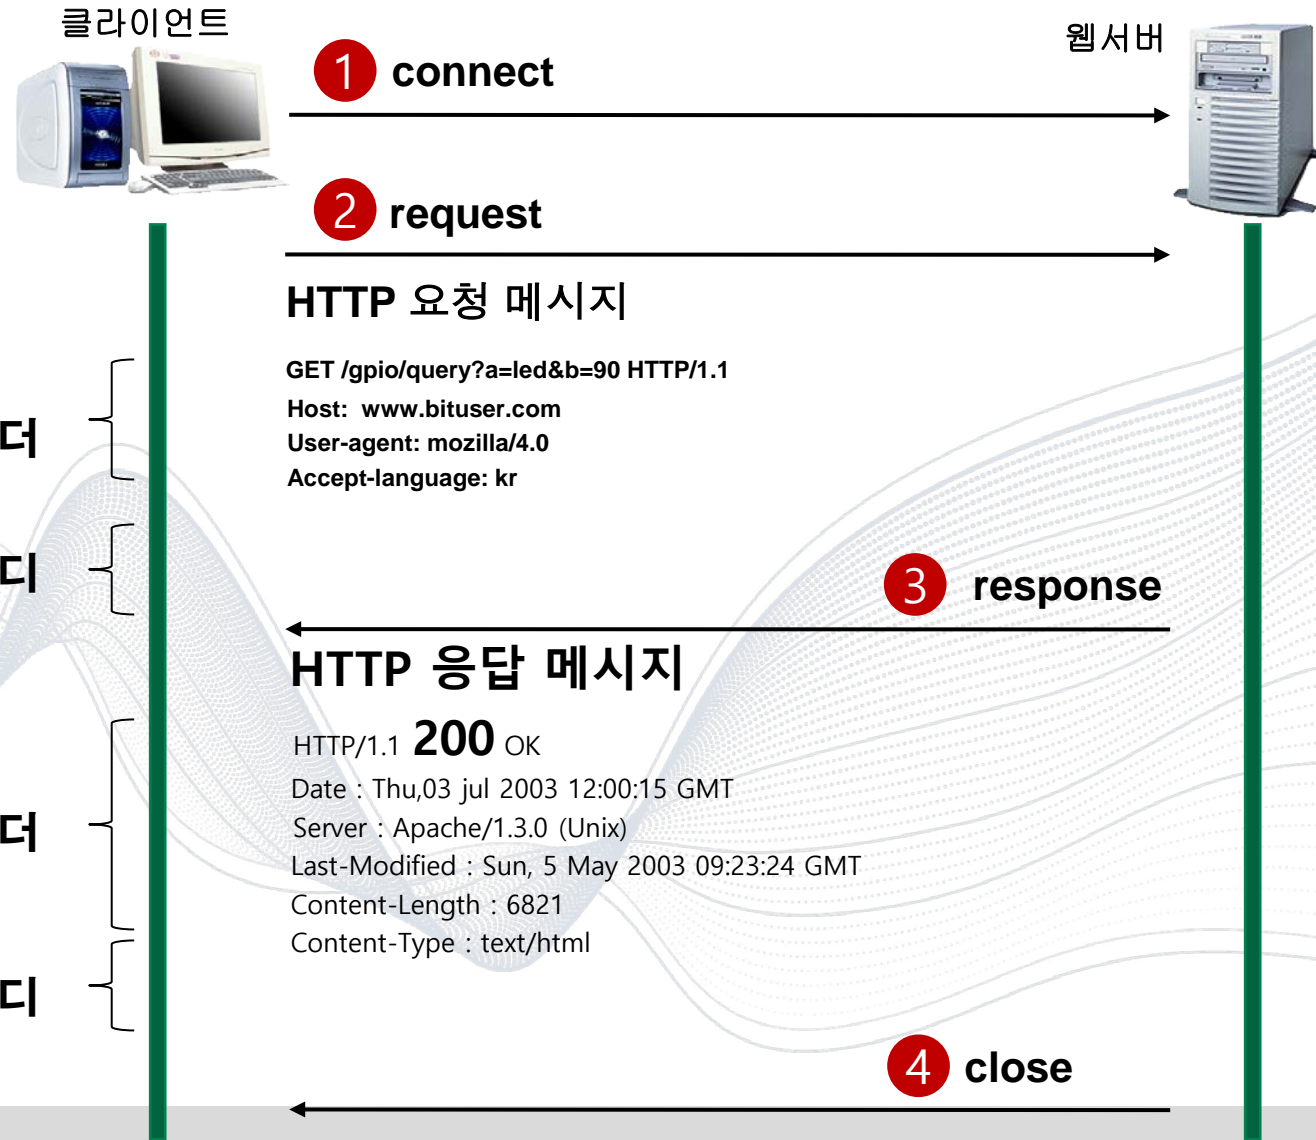 클라이언트
웹서버
1 connect
2 request
HTTP 요청 메시지
GET /gpio/query?a=led&b=90 HTTP/1.1
Host: www.bituser.com
User-agent: mozilla/4.0
Accept-language: kr
더
디
3 response
HTTP 응답 메시지
HTTP/1.1 200 OK
Date : Thu,03 jul 2003 12:00:15 GMT
Server : Apache/1.3.0 (Unix)
Last-Modified : Sun, 5 May 2003 09:23:24 GMT
Content-Length : 6821
Content-Type : text/html
더
디
4 close